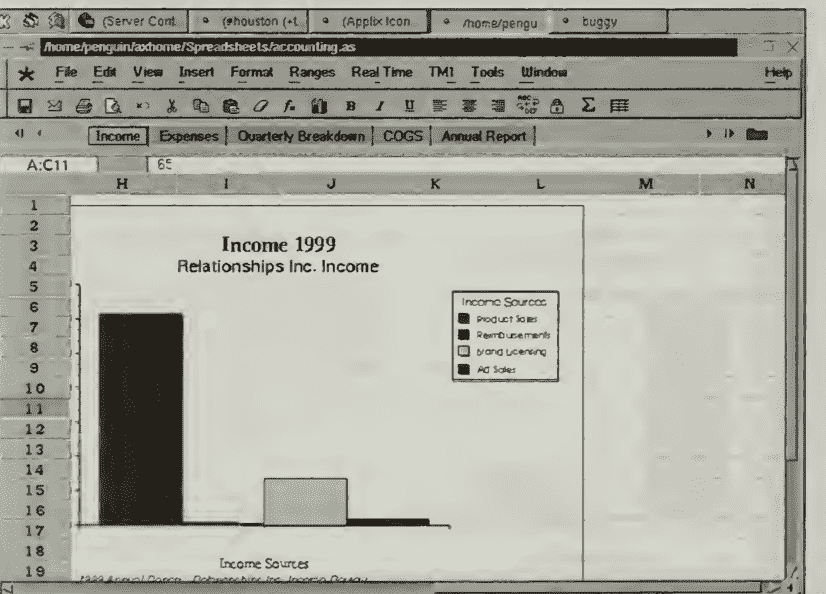 (Server Cont. (@houston (+t. (Applix Icon. /home/pengu buggy
/home/penguin/axhome/Spreadsheets/accounting.as
File Edit View Insert Format Ranges Real Time TM1 Tools Window Help
B I U ABC Σ
Income Expenses Quarterly Breakdown COGS Annual Report
A:C11 65
H I J K L M N
1
2
3 Income 1999
4 Relationships Inc. Income
5
6 Income Sources
7 Product Sales
Reimbusements
8 Brand Licensing
9 Ad Sales
10
11
12
13
14
15
16
17
18
Income Sources
19